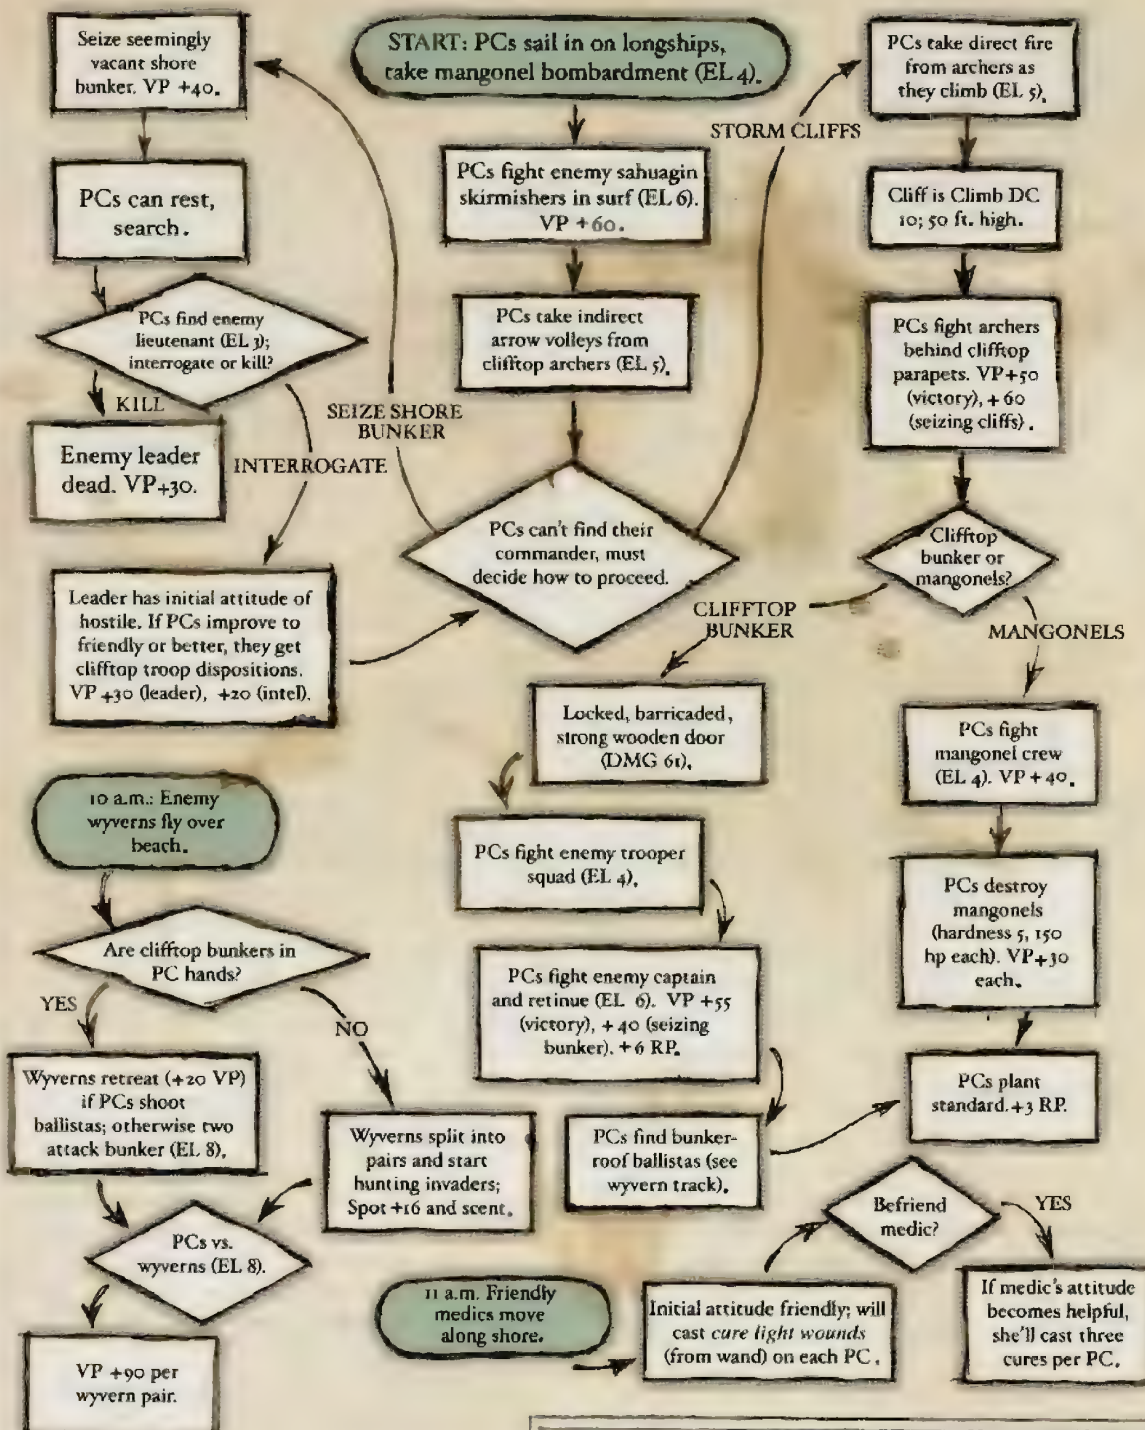 START: PCs sail in on longships,
take mangonel bombardment (EL 4).
PCs fight enemy sahuagin
skirmishers in surf (EL 6).
VP +60.
PCs take indirect
arrow volleys from
clifftop archers (EL 5).
PCs can't find their
commander, must
decide how to proceed.
SEIZE SHORE
BUNKER
Seize seemingly
vacant shore
bunker. VP +40.
PCs can rest,
search.
PCs find enemy
lieutenant (EL 3);
interrogate or kill?
KILL
Enemy leader
dead. VP+30.
INTERROGATE
Leader has initial attitude of
hostile. If PCs improve to
friendly or better, they get
clifftop troop dispositions.
VP +30 (leader), +20 (intel).
STORM CLIFFS
PCs take direct fire
from archers as
they climb (EL 5).
Cliff is Climb DC
10; 50 ft. high.
PCs fight archers
behind clifftop
parapets. VP+50
(victory), +60
(seizing cliffs).
Clifftop
bunker or
mangonels?
CLIFFTOP
BUNKER
Locked, barricaded,
strong wooden door
(DMG 61).
PCs fight enemy trooper
squad (EL 4).
PCs fight enemy captain
and retinue (EL 6). VP +55
(victory), +40 (seizing
bunker). +6 RP.
PCs find bunker-
roof ballistas (see
wyvern track).
MANGONELS
PCs fight
mangonel crew
(EL 4). VP +40.
PCs destroy
mangonels
(hardness 5, 150
hp each). VP+30
each.
PCs plant
standard. +3 RP.
10 a.m.: Enemy
wyverns fly over
beach.
Are clifftop bunkers in
PC hands?
YES
NO
Wyverns retreat (+20 VP)
if PCs shoot
ballistas; otherwise two
attack bunker (EL 8).
Wyverns split into
pairs and start
hunting invaders;
Spot +16 and scent.
PCs vs.
wyverns (EL 8).
VP +90 per
wyvern pair.
11 a.m. Friendly
medics move
along shore.
Initial attitude friendly; will
cast cure light wounds
(from wand) on each PC.
Befriend
medic?
YES
If medic's attitude
becomes helpful,
she'll cast three
cures per PC.